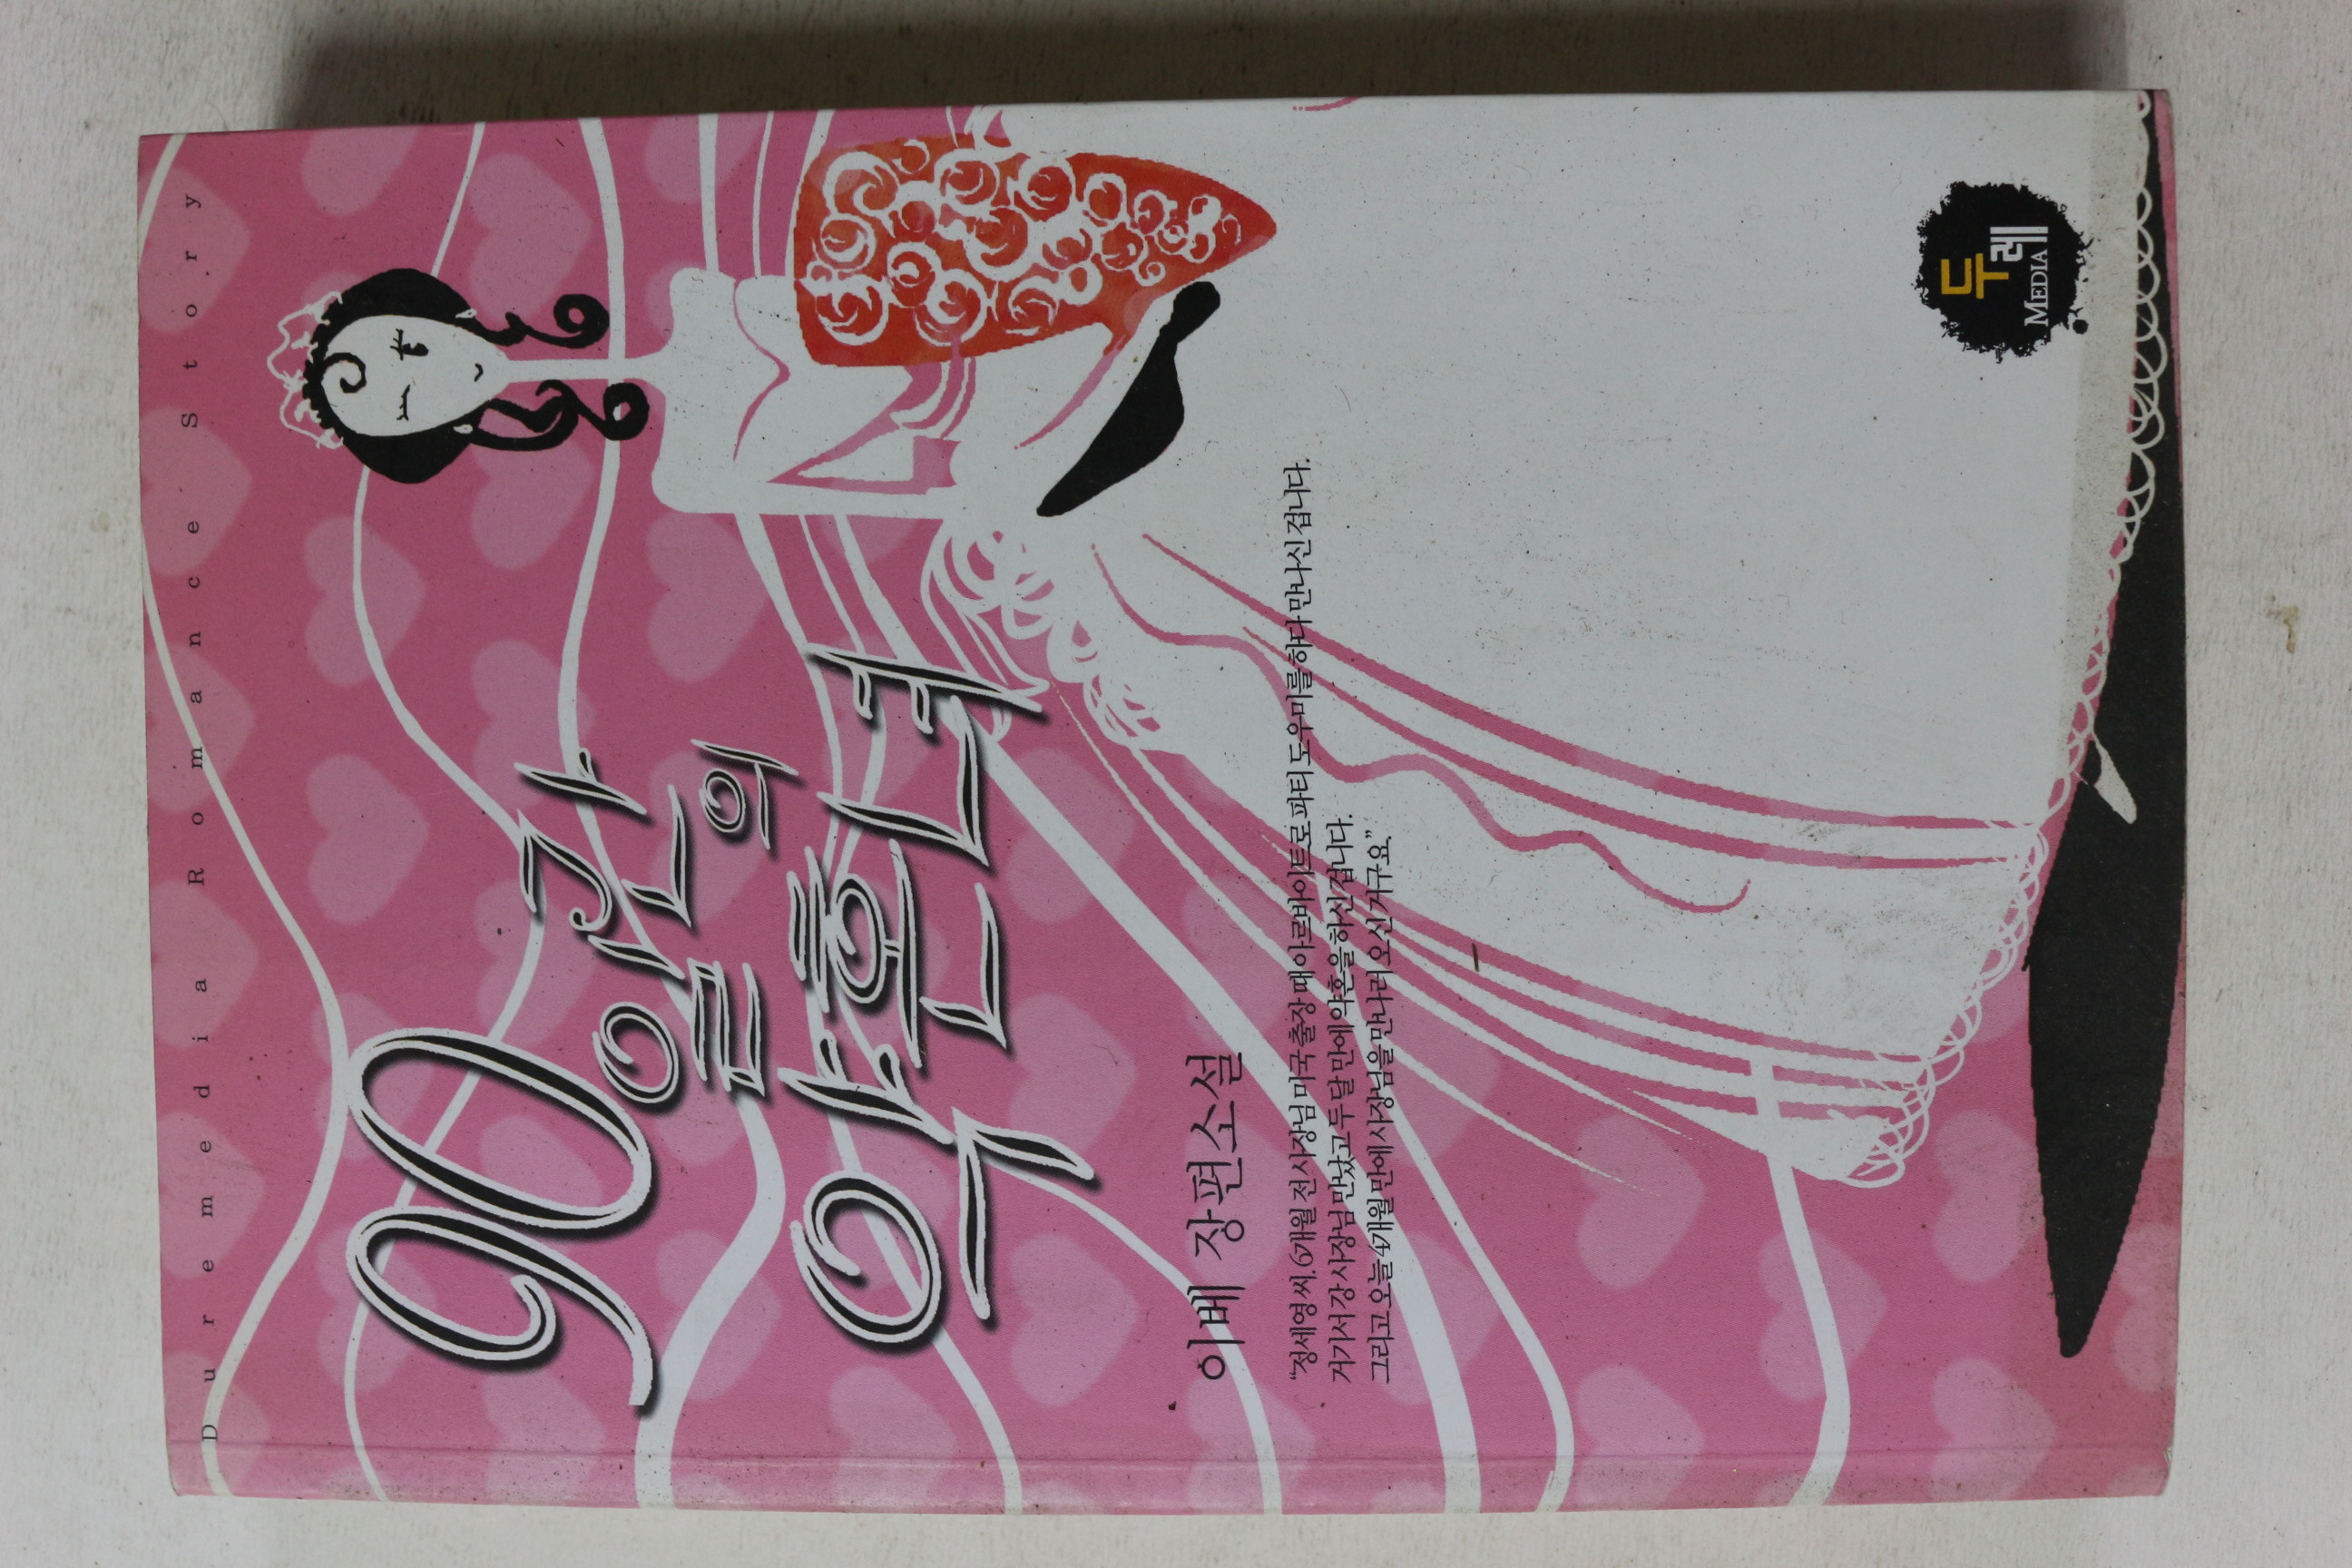 Duremedia Romance Story
90일간의
약혼녀
이베 장편소설
“정세영 씨. 6개월 전 사장님 미국 출장 때 아르바이트로 파티 도우미를 하다 만나신 겁니다.
거기서 강 사장님 만났고 두 달 만에 약혼을 하신 겁니다.
그리고 오늘 4개월 만에 사장님을 만나러 오신 거구요.”
두레
MEDIA